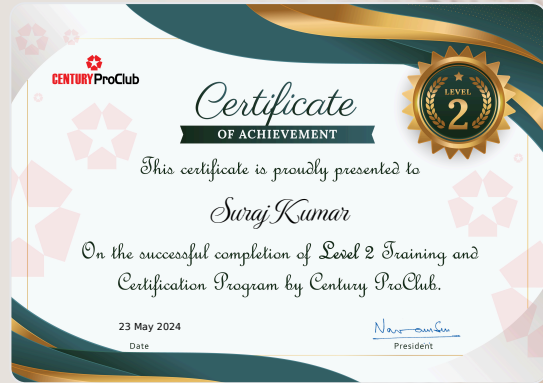 CENTURY ProClub
LEVEL
2
Certificate
OF ACHIEVEMENT
This certificate is proudly presented to
Suraj Kumar
On the successful completion of Level 2 Training and
Certification Program by Century ProClub.
23 May 2024
Date
President